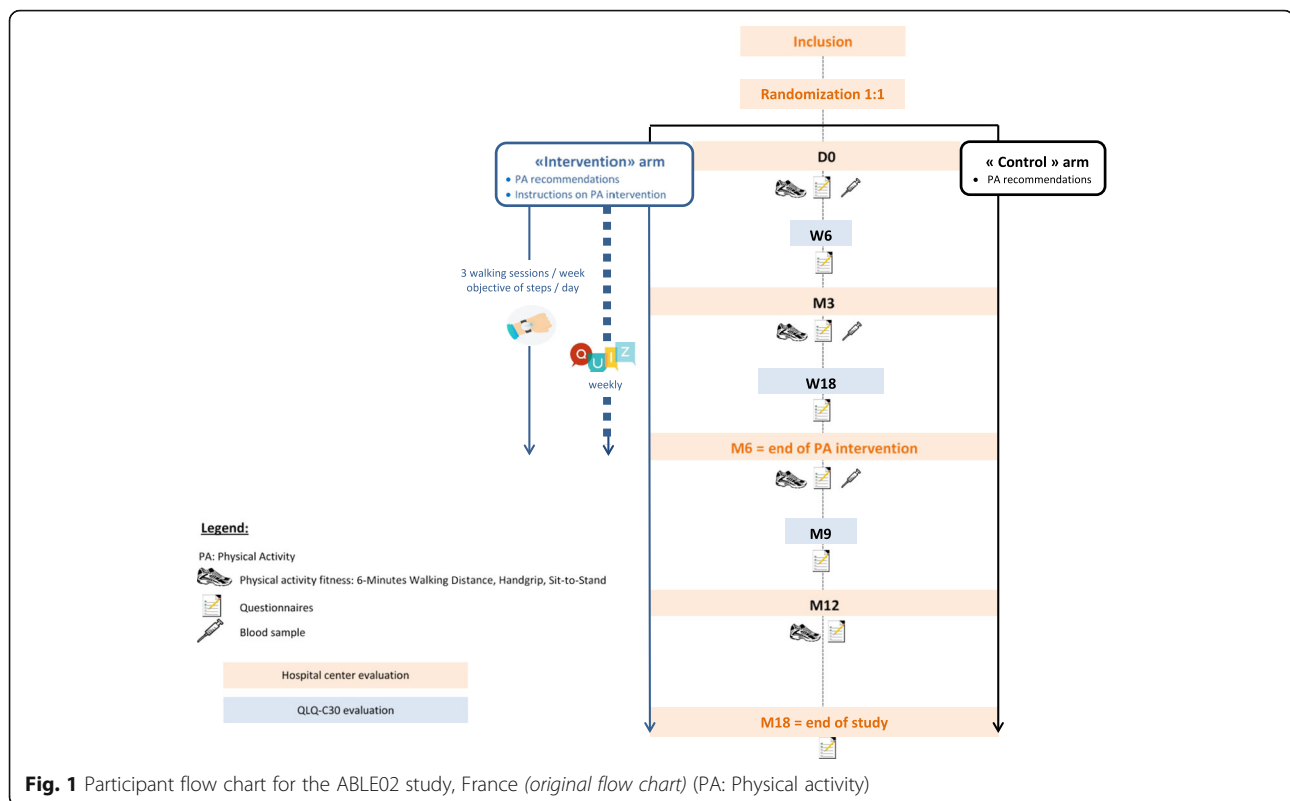 Inclusion
Randomization 1:1
«Intervention» arm
• PA recommendations
• Instructions on PA intervention
D0
« Control » arm
• PA recommendations
W6
3 walking sessions / week
objective of steps / day
M3
QUIZ
weekly
W18
M6 = end of PA intervention
M9
Legend:
PA: Physical Activity
Physical activity fitness: 6-Minutes Walking Distance, Handgrip, Sit-to-Stand
Questionnaires
Blood sample
M12
Hospital center evaluation
QLQ-C30 evaluation
M18 = end of study
Fig. 1 Participant flow chart for the ABLE02 study, France (original flow chart) (PA: Physical activity)